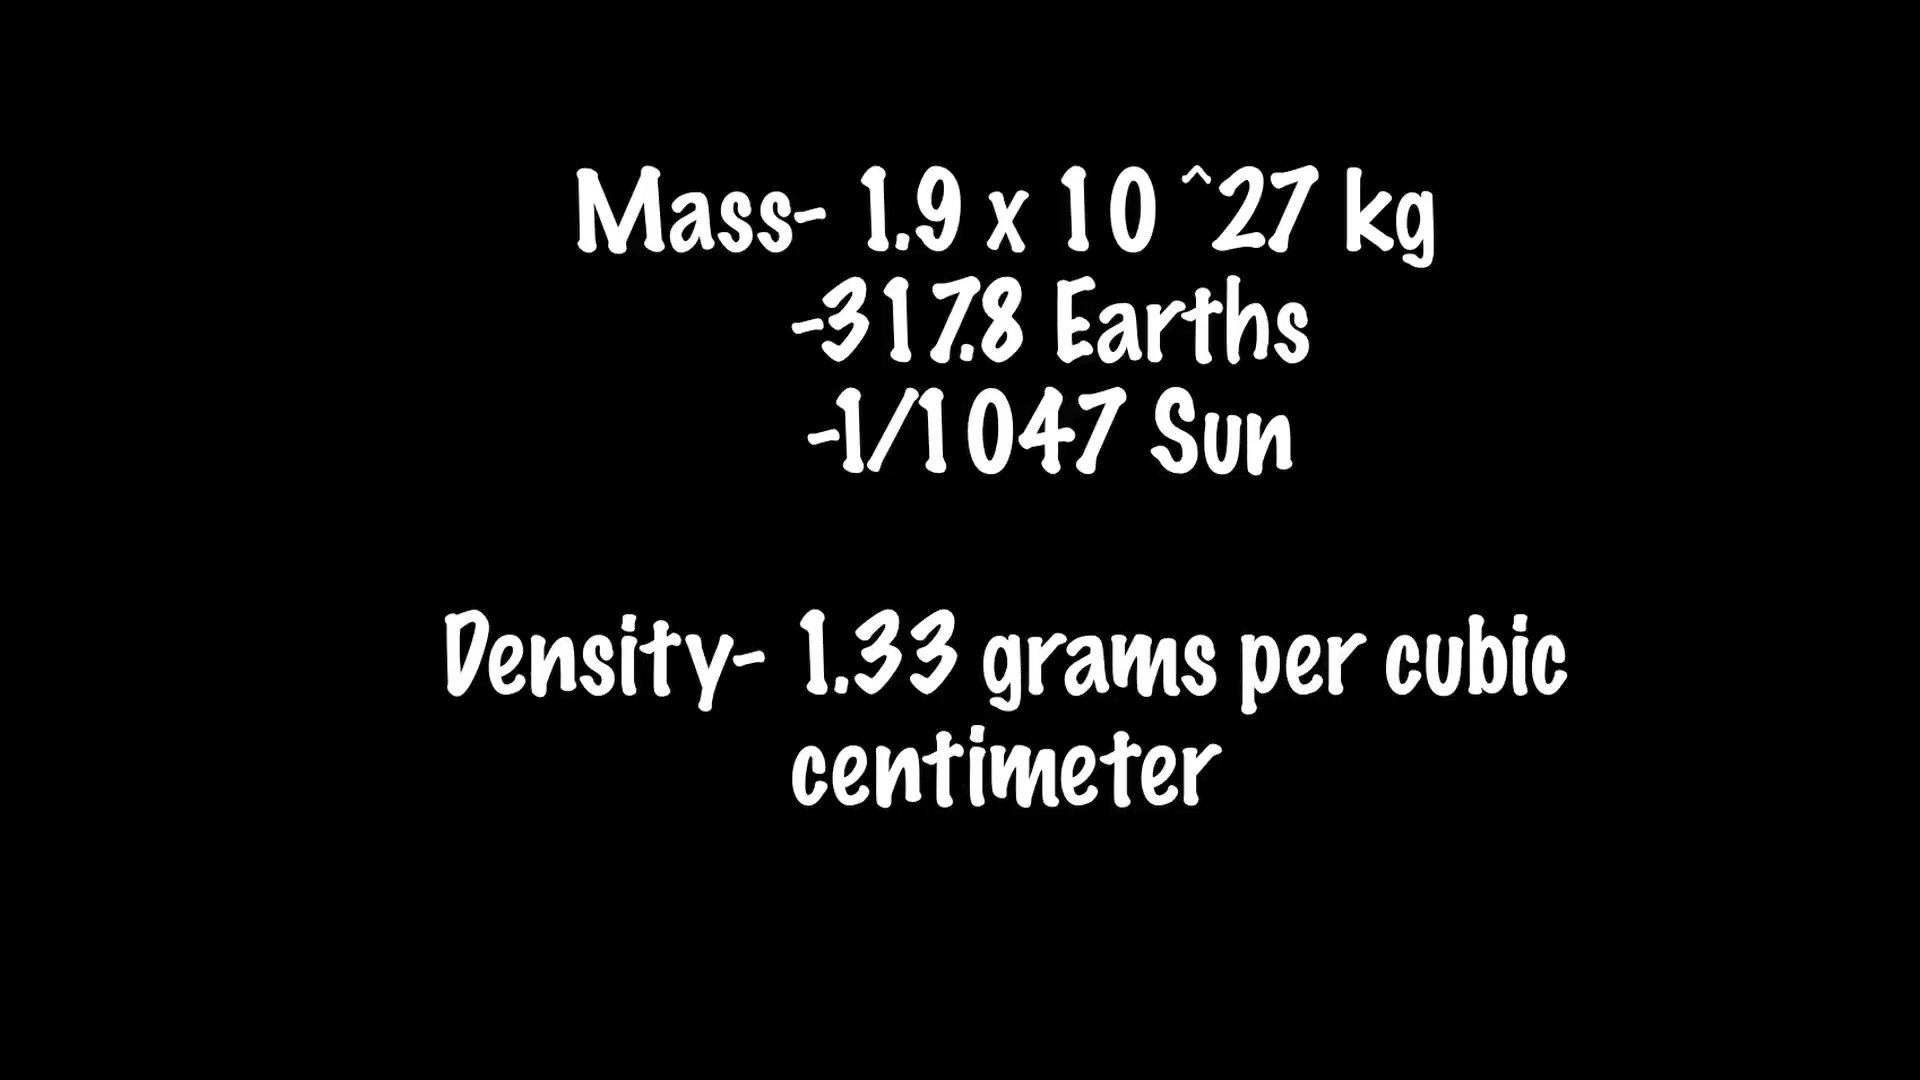 Mass- 1.9 x 10 ^27 kg
-317.8 Earths
-1/1047 Sun
Density- 1.33 grams per cubic
centimeter